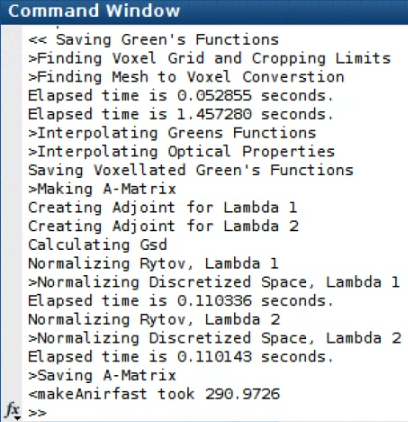 Command Window
<< Saving Green's Functions
>Finding Voxel Grid and Cropping Limits
>Finding Mesh to Voxel Converstion
Elapsed time is 0.052855 seconds.
Elapsed time is 1.457280 seconds.
>Interpolating Greens Functions
>Interpolating Optical Properties
Saving Voxellated Green's Functions
>Making A-Matrix
Creating Adjoint for Lambda 1
Creating Adjoint for Lambda 2
Calculating Gsd
Normalizing Rytov, Lambda 1
>Normalizing Discretized Space, Lambda 1
Elapsed time is 0.110336 seconds.
Normalizing Rytov, Lambda 2
>Normalizing Discretized Space, Lambda 2
Elapsed time is 0.110143 seconds.
>Saving A-Matrix
<makeAnirfast took 290.9726
fx >>